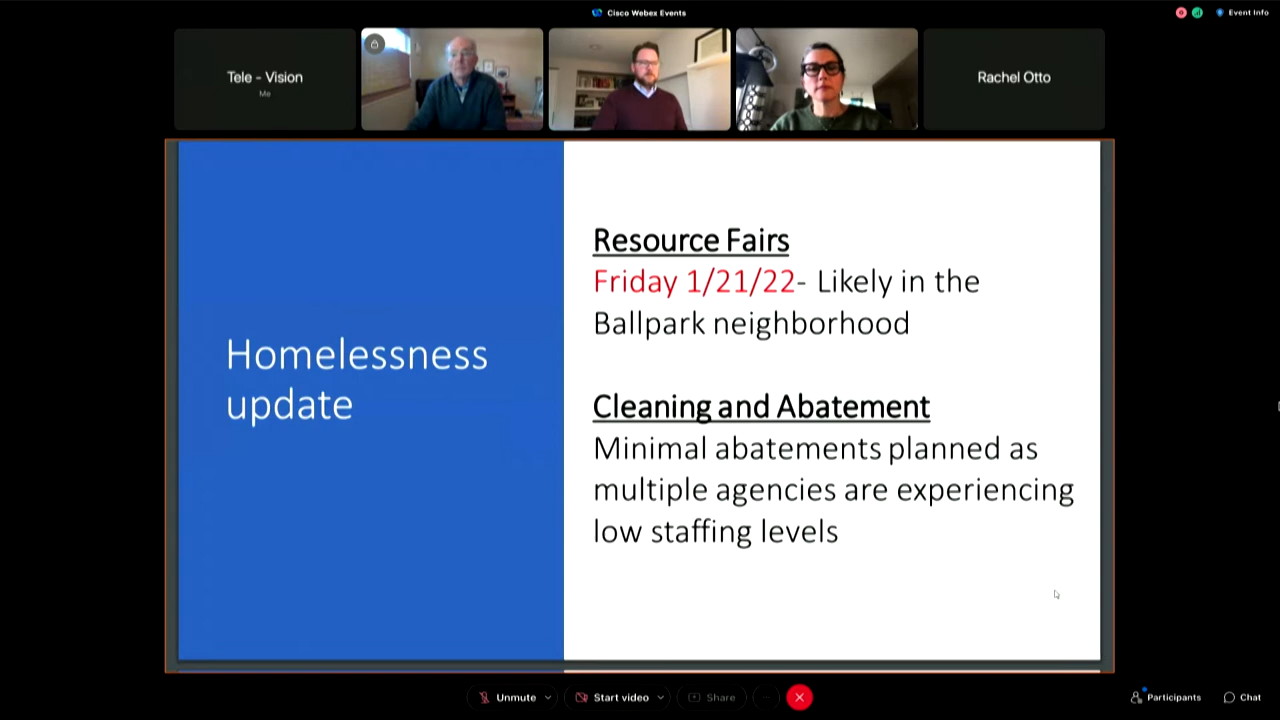 Cisco Webex Events
Event Info
Tele - Vision
Me
Rachel Otto
Homelessness
update
Resource Fairs
Friday 1/21/22- Likely in the
Ballpark neighborhood
Cleaning and Abatement
Minimal abatements planned as
multiple agencies are experiencing
low staffing levels
Unmute
Start video
Share
Participants
Chat